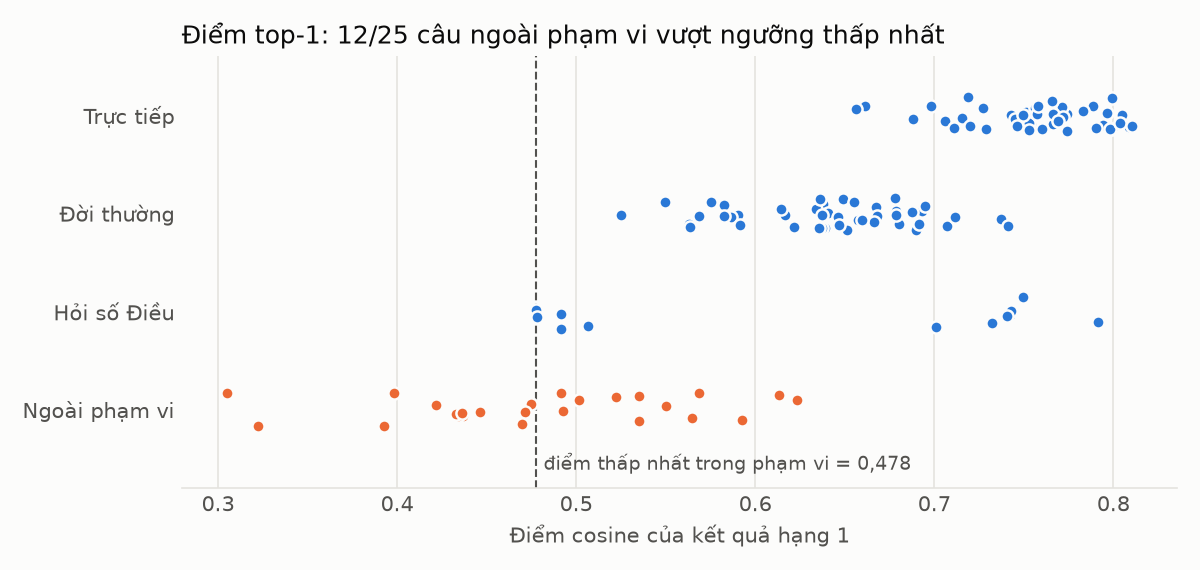 Điểm top-1: 12/25 câu ngoài phạm vi vượt ngưỡng thấp nhất
Trực tiếp
Đời thường
Hỏi số Điều
Ngoài phạm vi
điểm thấp nhất trong phạm vi = 0,478
0.3 0.4 0.5 0.6 0.7 0.8
Điểm cosine của kết quả hạng 1